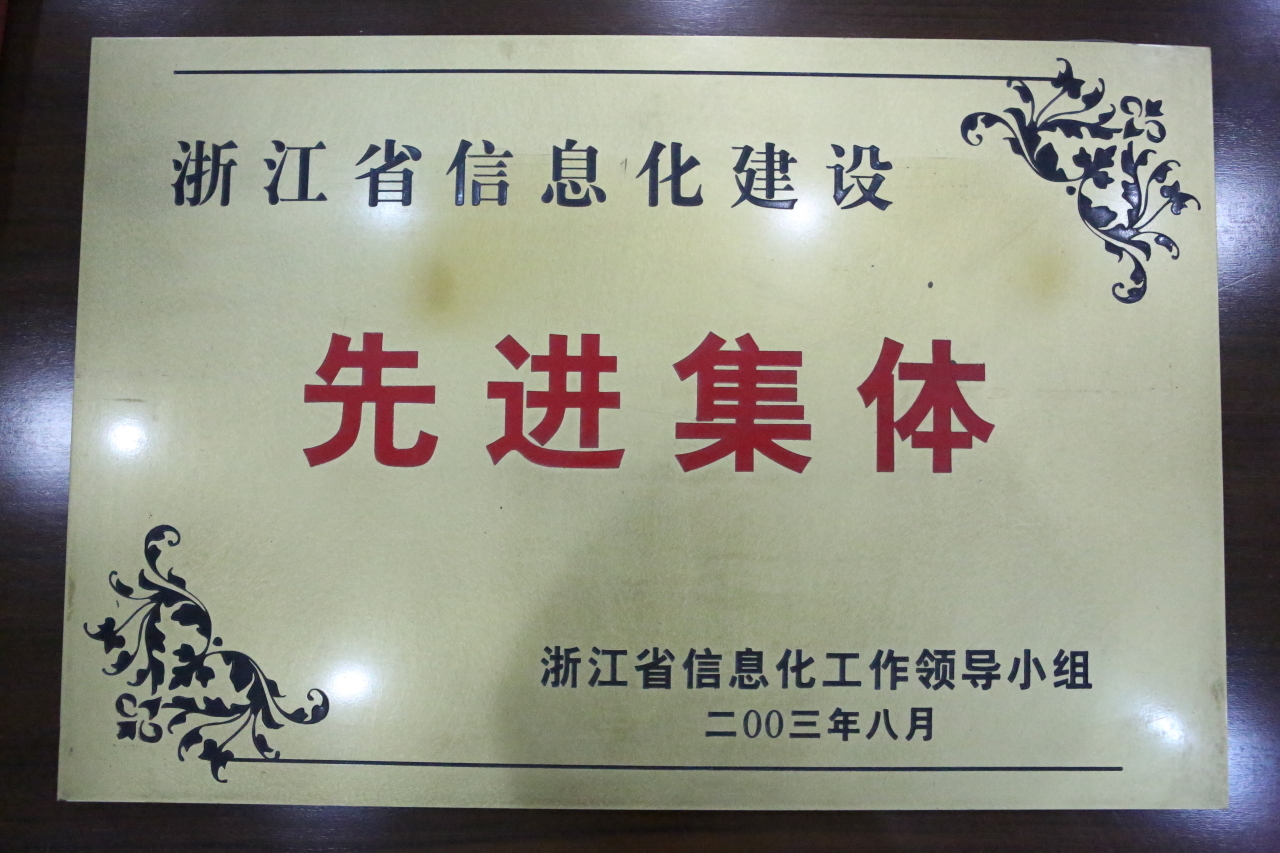 浙江省信息化建设
先进集体
浙江省信息化工作领导小组
二00三年八月